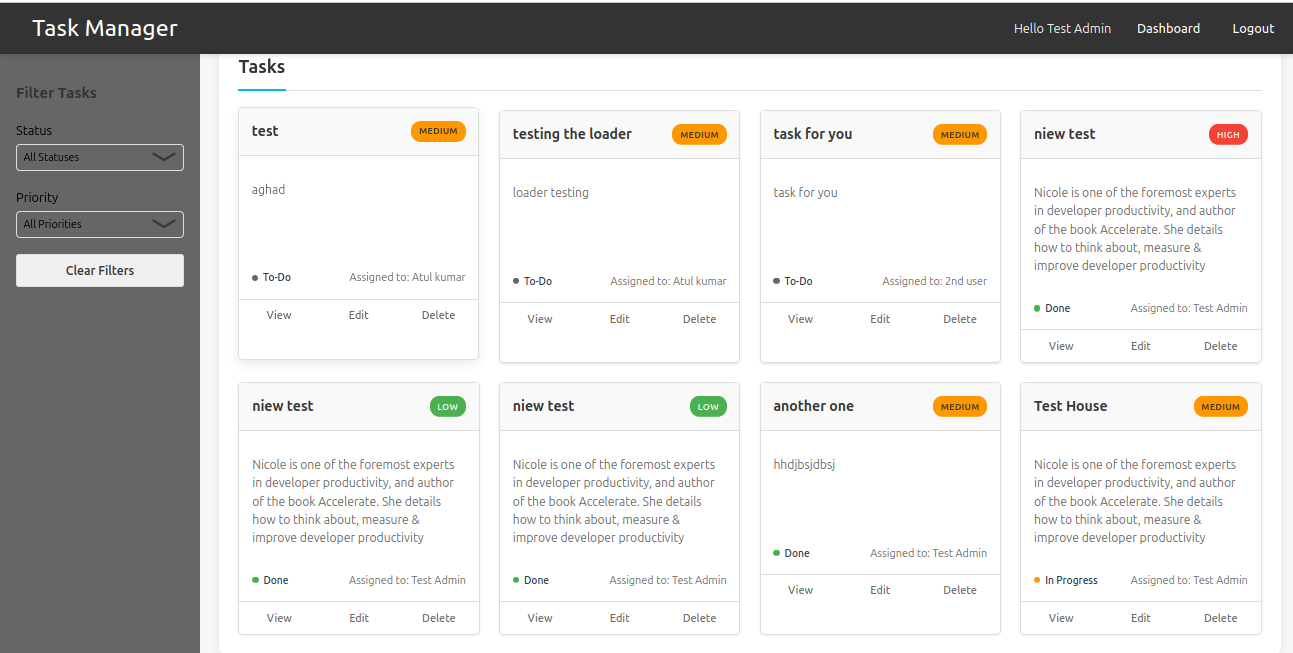 Task Manager
Hello Test Admin Dashboard Logout
Filter Tasks
Status
All Statuses
Priority
All Priorities
Clear Filters
Tasks
test MEDIUM
aghad
To-Do Assigned to: Atul kumar
View Edit Delete
testing the loader MEDIUM
loader testing
To-Do Assigned to: Atul kumar
View Edit Delete
task for you MEDIUM
task for you
To-Do Assigned to: 2nd user
View Edit Delete
niew test HIGH
Nicole is one of the foremost experts
in developer productivity, and author
of the book Accelerate. She details
how to think about, measure &
improve developer productivity
Done Assigned to: Test Admin
View Edit Delete
niew test LOW
Nicole is one of the foremost experts
in developer productivity, and author
of the book Accelerate. She details
how to think about, measure &
improve developer productivity
Done Assigned to: Test Admin
View Edit Delete
niew test LOW
Nicole is one of the foremost experts
in developer productivity, and author
of the book Accelerate. She details
how to think about, measure &
improve developer productivity
Done Assigned to: Test Admin
View Edit Delete
another one MEDIUM
hhdjbsjdbsj
Done Assigned to: Test Admin
View Edit Delete
Test House MEDIUM
Nicole is one of the foremost experts
in developer productivity, and author
of the book Accelerate. She details
how to think about, measure &
improve developer productivity
In Progress Assigned to: Test Admin
View Edit Delete